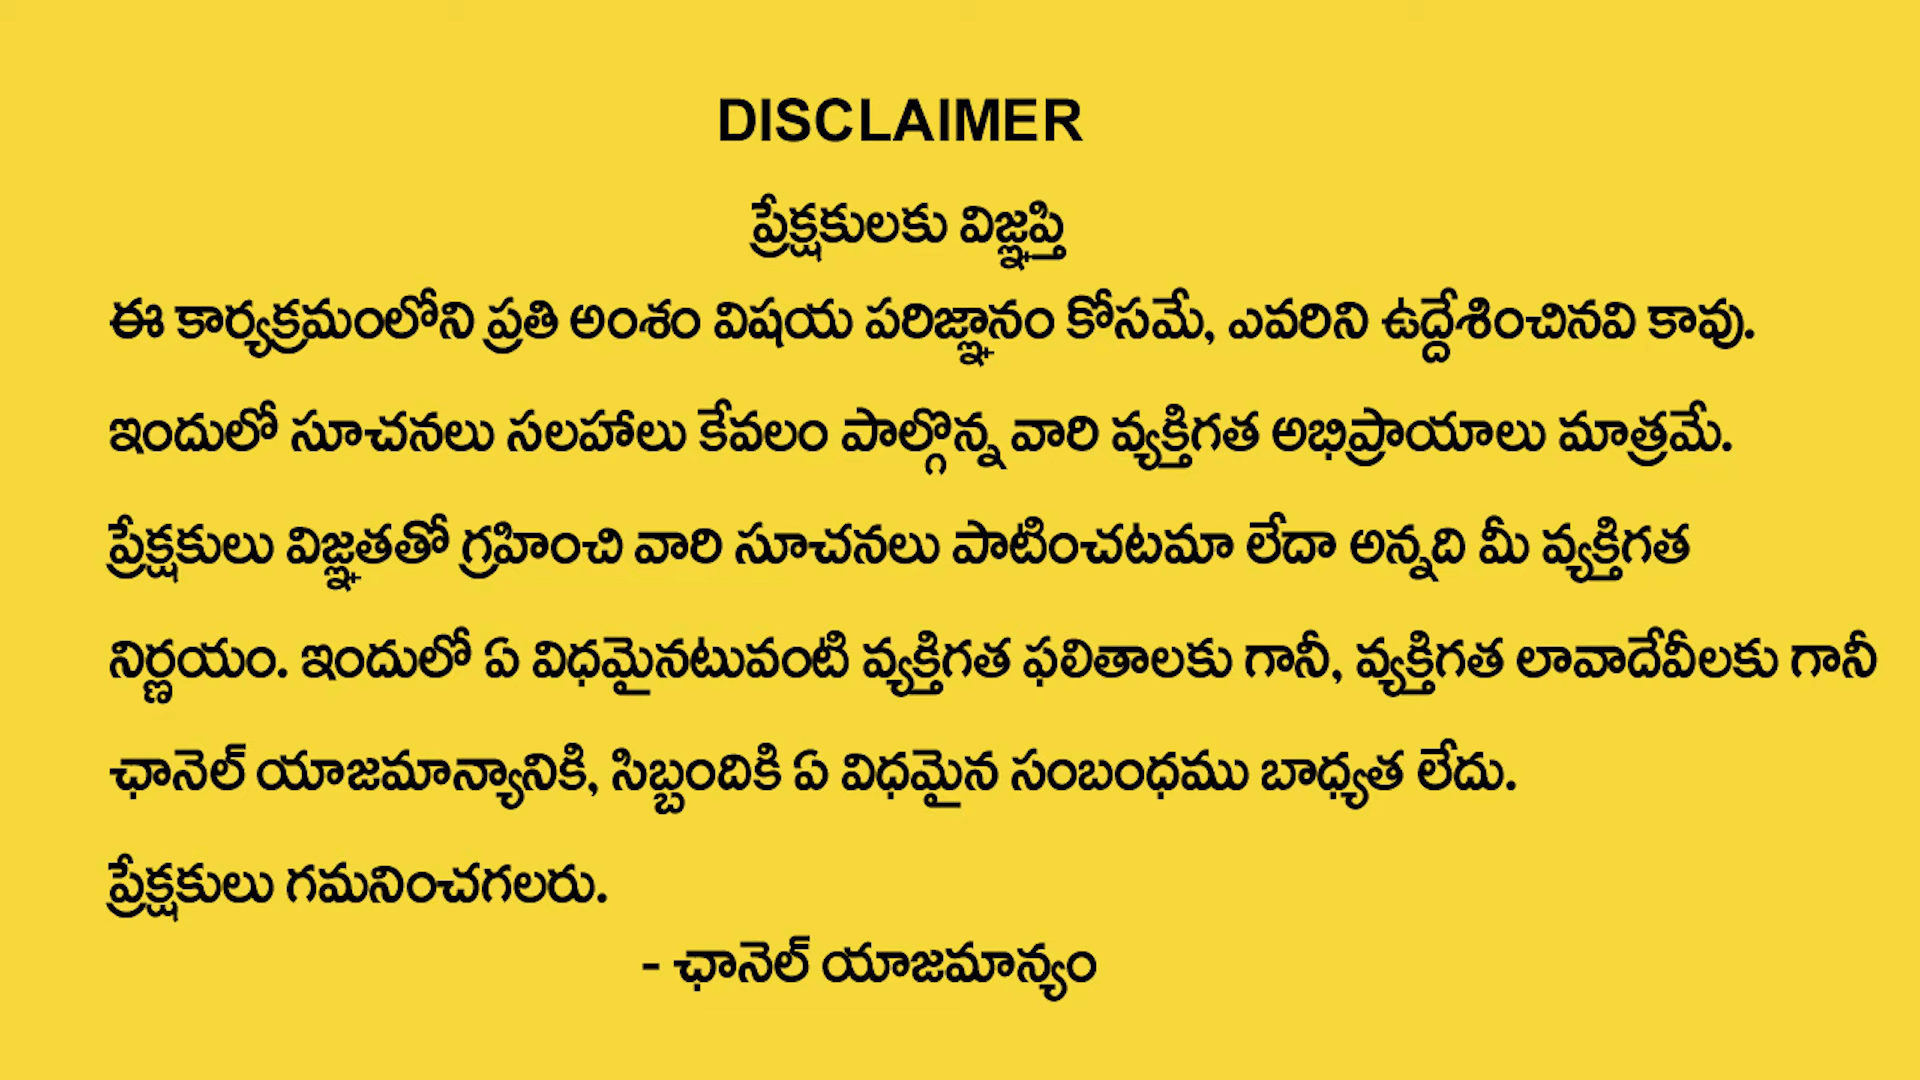 DISCLAIMER
ప్రేక్షకులకు విజ్ఞప్తి
ఈ కార్యక్రమంలోని ప్రతి అంశం విషయ పరిజ్ఞానం కోసమే, ఎవరిని ఉద్దేశించినవి కావు.
ఇందులో సూచనలు సలహాలు కేవలం పాల్గొన్న వారి వ్యక్తిగత అభిప్రాయాలు మాత్రమే.
ప్రేక్షకులు విజ్ఞతతో గ్రహించి వారి సూచనలు పాటించటమా లేదా అన్నది మీ వ్యక్తిగత
నిర్ణయం. ఇందులో ఏ విధమైనటువంటి వ్యక్తిగత ఫలితాలకు గానీ, వ్యక్తిగత లావాదేవీలకు గానీ
ఛానెల్ యాజమాన్యానికి, సిబ్బందికి ఏ విధమైన సంబంధము బాధ్యత లేదు.
ప్రేక్షకులు గమనించగలరు.
- ఛానెల్ యాజమాన్యం